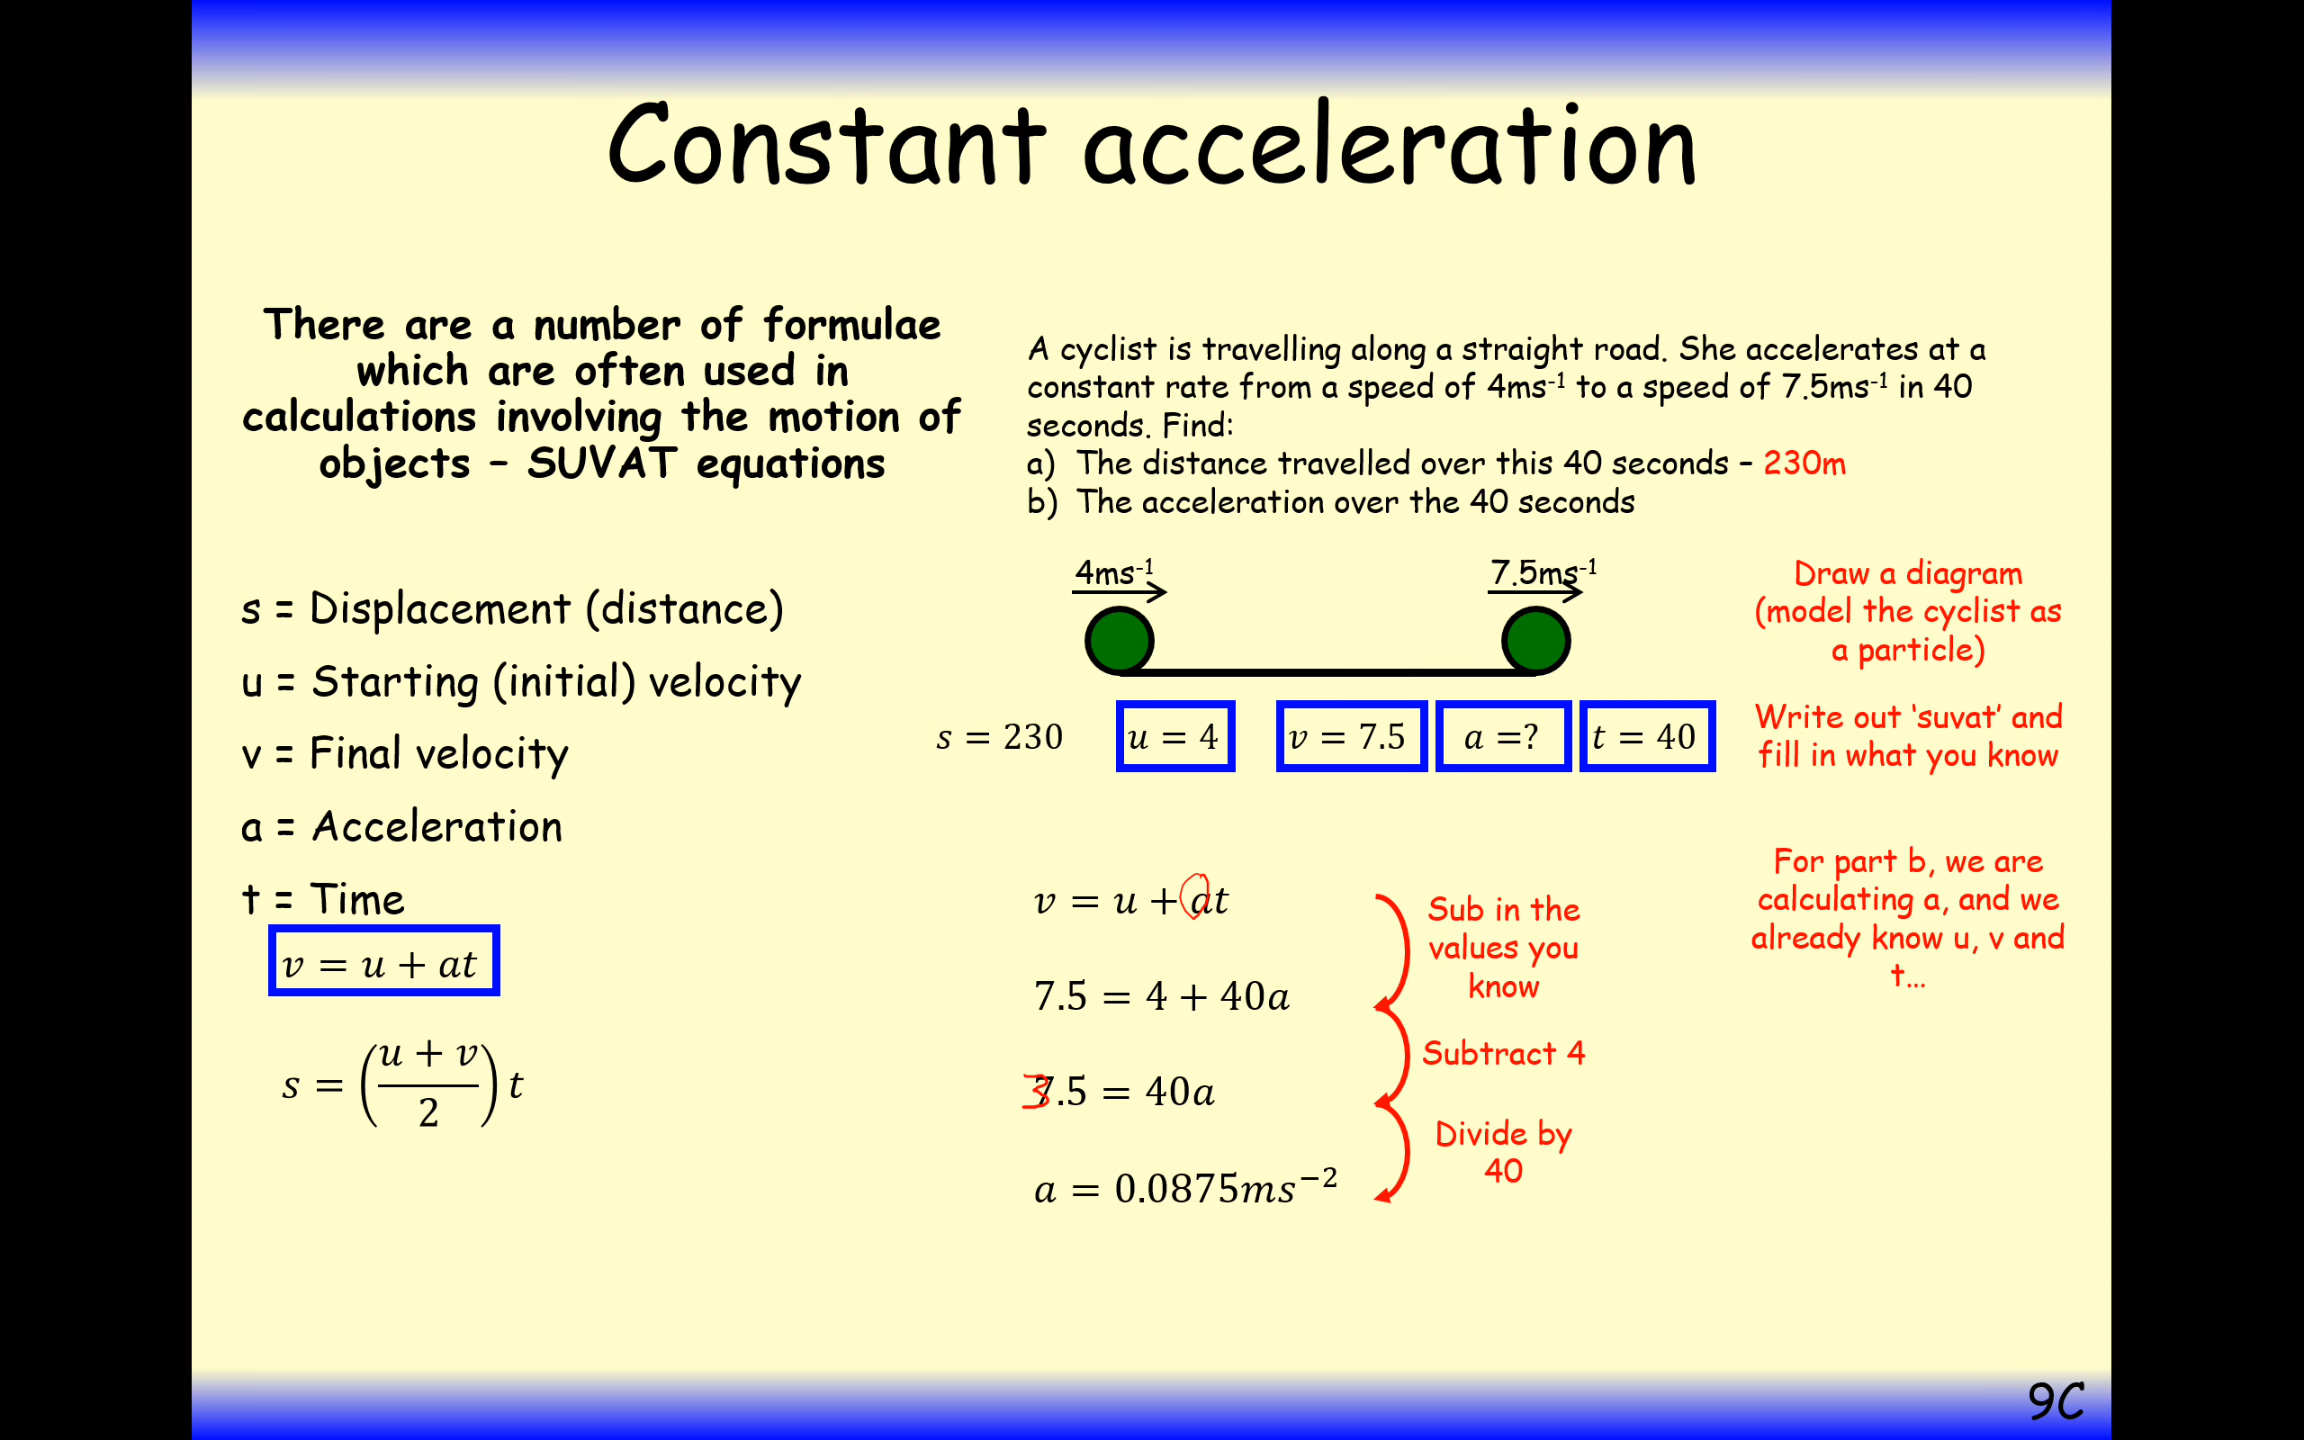 Constant acceleration
There are a number of formulae
which are often used in
calculations involving the motion of
objects – SUVAT equations
s = Displacement (distance)
u = Starting (initial) velocity
v = Final velocity
a = Acceleration
t = Time
v = u + at
s = (u + v / 2) t
A cyclist is travelling along a straight road. She accelerates at a
constant rate from a speed of 4ms⁻¹ to a speed of 7.5ms⁻¹ in 40
seconds. Find:
a) The distance travelled over this 40 seconds – 230m
b) The acceleration over the 40 seconds
4ms⁻¹
7.5ms⁻¹
s = 230
u = 4
v = 7.5
a =?
t = 40
Draw a diagram
(model the cyclist as
a particle)
Write out ‘suvat’ and
fill in what you know
For part b, we are
calculating a, and we
already know u, v and
t…
v = u + at
7.5 = 4 + 40a
3
7.5 = 40a
a = 0.0875ms⁻²
Sub in the
values you
know
Subtract 4
Divide by
40
9C